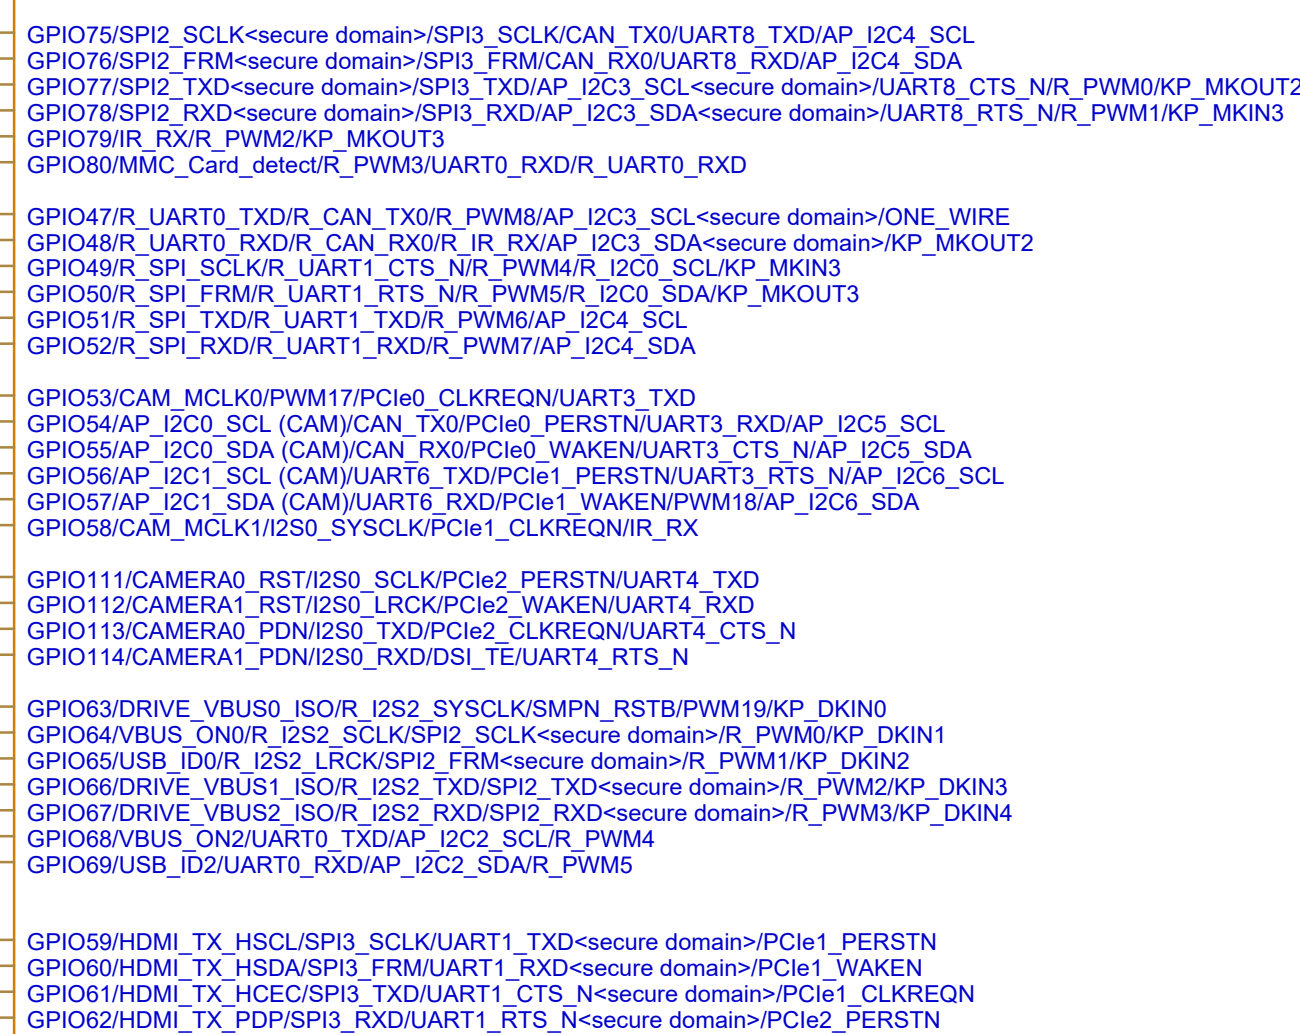 GPIO75/SPI2_SCLK<secure domain>/SPI3_SCLK/CAN_TX0/UART8_TXD/AP_I2C4_SCL
GPIO76/SPI2_FRM<secure domain>/SPI3_FRM/CAN_RX0/UART8_RXD/AP_I2C4_SDA
GPIO77/SPI2_TXD<secure domain>/SPI3_TXD/AP_I2C3_SCL<secure domain>/UART8_CTS_N/R_PWM0/KP_MKOUT2
GPIO78/SPI2_RXD<secure domain>/SPI3_RXD/AP_I2C3_SDA<secure domain>/UART8_RTS_N/R_PWM1/KP_MKIN3
GPIO79/IR_RX/R_PWM2/KP_MKOUT3
GPIO80/MMC_Card_detect/R_PWM3/UART0_RXD/R_UART0_RXD
GPIO47/R_UART0_TXD/R_CAN_TX0/R_PWM8/AP_I2C3_SCL<secure domain>/ONE_WIRE
GPIO48/R_UART0_RXD/R_CAN_RX0/R_IR_RX/AP_I2C3_SDA<secure domain>/KP_MKOUT2
GPIO49/R_SPI_SCLK/R_UART1_CTS_N/R_PWM4/R_I2C0_SCL/KP_MKIN3
GPIO50/R_SPI_FRM/R_UART1_RTS_N/R_PWM5/R_I2C0_SDA/KP_MKOUT3
GPIO51/R_SPI_TXD/R_UART1_TXD/R_PWM6/AP_I2C4_SCL
GPIO52/R_SPI_RXD/R_UART1_RXD/R_PWM7/AP_I2C4_SDA
GPIO53/CAM_MCLK0/PWM17/PCIe0_CLKREQN/UART3_TXD
GPIO54/AP_I2C0_SCL (CAM)/CAN_TX0/PCIe0_PERSTN/UART3_RXD/AP_I2C5_SCL
GPIO55/AP_I2C0_SDA (CAM)/CAN_RX0/PCIe0_WAKEN/UART3_CTS_N/AP_I2C5_SDA
GPIO56/AP_I2C1_SCL (CAM)/UART6_TXD/PCIe1_PERSTN/UART3_RTS_N/AP_I2C6_SCL
GPIO57/AP_I2C1_SDA (CAM)/UART6_RXD/PCIe1_WAKEN/PWM18/AP_I2C6_SDA
GPIO58/CAM_MCLK1/I2S0_SYSCLK/PCIe1_CLKREQN/IR_RX
GPIO111/CAMERA0_RST/I2S0_SCLK/PCIe2_PERSTN/UART4_TXD
GPIO112/CAMERA1_RST/I2S0_LRCK/PCIe2_WAKEN/UART4_RXD
GPIO113/CAMERA0_PDN/I2S0_TXD/PCIe2_CLKREQN/UART4_CTS_N
GPIO114/CAMERA1_PDN/I2S0_RXD/DSI_TE/UART4_RTS_N
GPIO63/DRIVE_VBUS0_ISO/R_I2S2_SYSCLK/SMPN_RSTB/PWM19/KP_DKIN0
GPIO64/VBUS_ON0/R_I2S2_SCLK/SPI2_SCLK<secure domain>/R_PWM0/KP_DKIN1
GPIO65/USB_ID0/R_I2S2_LRCK/SPI2_FRM<secure domain>/R_PWM1/KP_DKIN2
GPIO66/DRIVE_VBUS1_ISO/R_I2S2_TXD/SPI2_TXD<secure domain>/R_PWM2/KP_DKIN3
GPIO67/DRIVE_VBUS2_ISO/R_I2S2_RXD/SPI2_RXD<secure domain>/R_PWM3/KP_DKIN4
GPIO68/VBUS_ON2/UART0_TXD/AP_I2C2_SCL/R_PWM4
GPIO69/USB_ID2/UART0_RXD/AP_I2C2_SDA/R_PWM5
GPIO59/HDMI_TX_HSCL/SPI3_SCLK/UART1_TXD<secure domain>/PCIe1_PERSTN
GPIO60/HDMI_TX_HSDA/SPI3_FRM/UART1_RXD<secure domain>/PCIe1_WAKEN
GPIO61/HDMI_TX_HCEC/SPI3_TXD/UART1_CTS_N<secure domain>/PCIe1_CLKREQN
GPIO62/HDMI_TX_PDP/SPI3_RXD/UART1_RTS_N<secure domain>/PCIe2_PERSTN